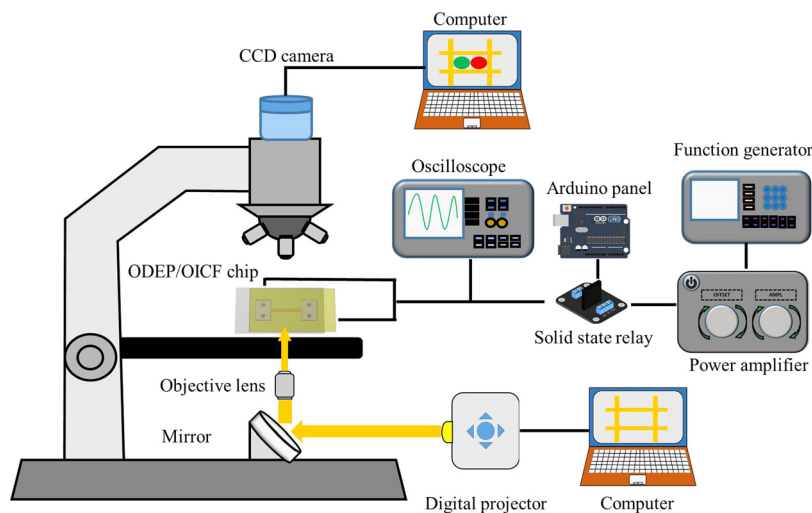 Computer
CCD camera
Function generator
Oscilloscope
Arduino panel
ODEP/OICF chip
OFFSET
AMPL
Solid state relay
Power amplifier
Objective lens
Mirror
Digital projector
Computer